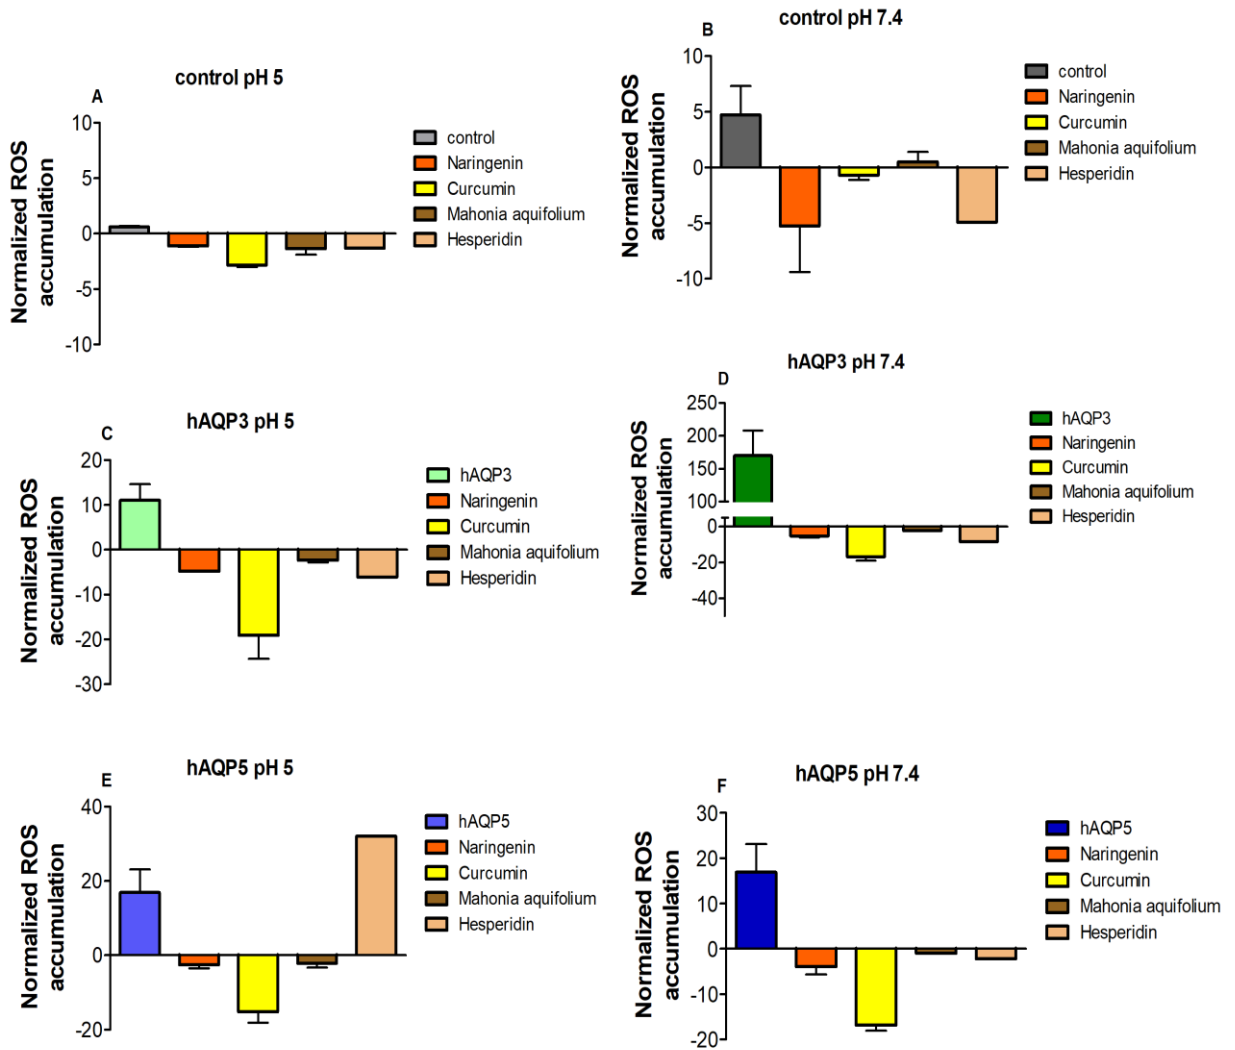 A
control pH 5
Normalized ROS
accumulation
10
5
0
-5
-10
control
Naringenin
Curcumin
Mahonia aquifolium
Hesperidin
B
control pH 7.4
Normalized ROS
accumulation
10
5
0
-5
-10
control
Naringenin
Curcumin
Mahonia aquifolium
Hesperidin
C
hAQP3 pH 5
Normalized ROS
accumulation
20
10
0
-10
-20
-30
hAQP3
Naringenin
Curcumin
Mahonia aquifolium
Hesperidin
D
hAQP3 pH 7.4
Normalized ROS
accumulation
250
200
150
100
0
-20
-40
hAQP3
Naringenin
Curcumin
Mahonia aquifolium
Hesperidin
E
hAQP5 pH 5
Normalized ROS
accumulation
40
20
0
-20
hAQP5
Naringenin
Curcumin
Mahonia aquifolium
Hesperidin
F
hAQP5 pH 7.4
Normalized ROS
accumulation
30
20
10
0
-10
-20
hAQP5
Naringenin
Curcumin
Mahonia aquifolium
Hesperidin